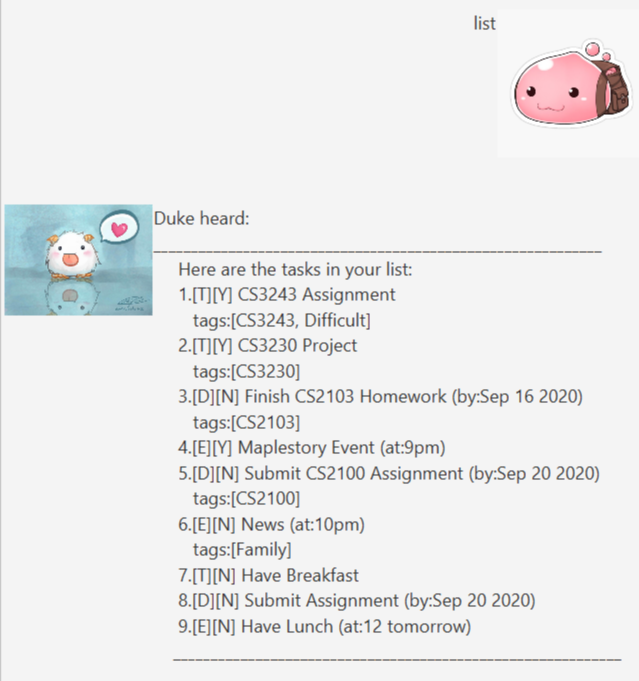 list
Duke heard:
____________________________________________________________
Here are the tasks in your list:
1.[T][Y] CS3243 Assignment
tags:[CS3243, Difficult]
2.[T][Y] CS3230 Project
tags:[CS3230]
3.[D][N] Finish CS2103 Homework (by:Sep 16 2020)
tags:[CS2103]
4.[E][Y] Maplestory Event (at:9pm)
5.[D][N] Submit CS2100 Assignment (by:Sep 20 2020)
tags:[CS2100]
6.[E][N] News (at:10pm)
tags:[Family]
7.[T][N] Have Breakfast
8.[D][N] Submit Assignment (by:Sep 20 2020)
9.[E][N] Have Lunch (at:12 tomorrow)
____________________________________________________________